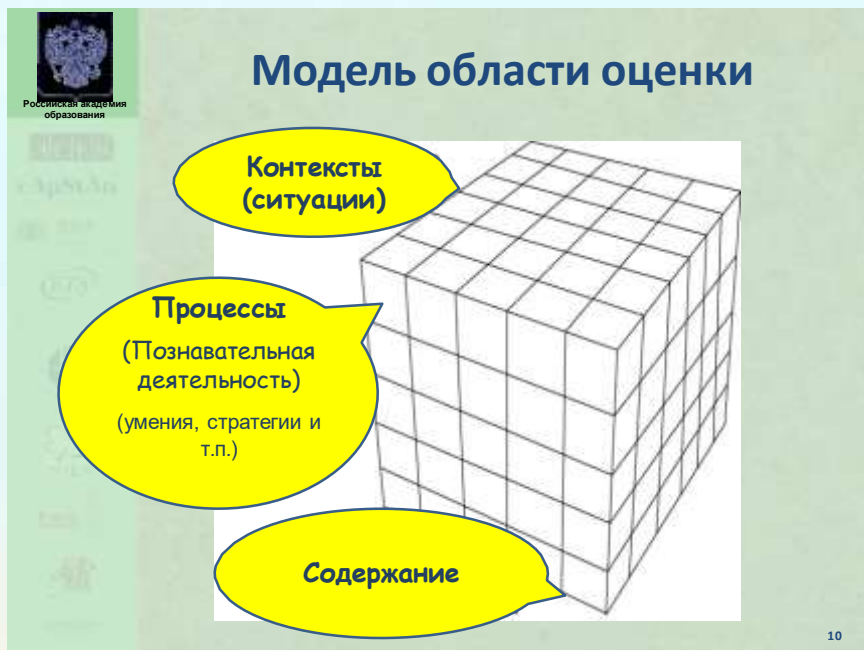 Российская академия
образования
Модель области оценки
Контексты
(ситуации)
Процессы
(Познавательная
деятельность)
(умения, стратегии и
т.п.)
Содержание
10